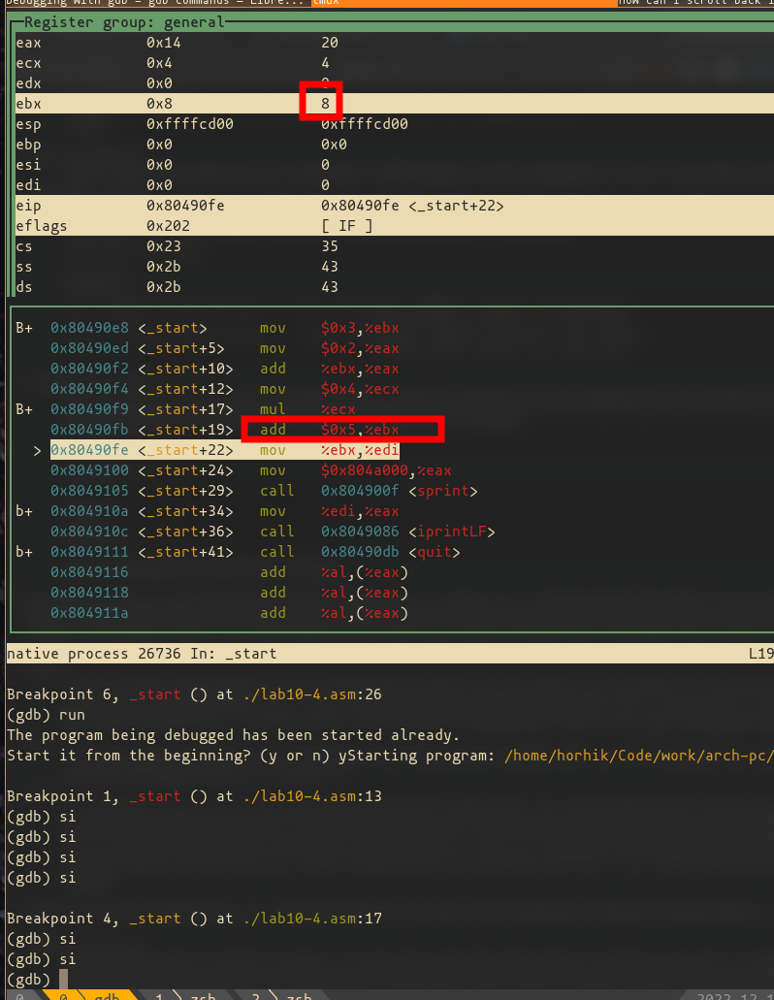 Debugging with gdb - gdb commands - Libre... cmdx How can I scroll back i
Register group: general
eax 0x14 20
ecx 0x4 4
edx 0x0 0
ebx 0x8 8
esp 0xffffcd00 0xffffcd00
ebp 0x0 0x0
esi 0x0 0
edi 0x0 0
eip 0x80490fe 0x80490fe <_start+22>
eflags 0x202 [ IF ]
cs 0x23 35
ss 0x2b 43
ds 0x2b 43
B+ 0x80490e8 <_start> mov $0x3,%ebx
0x80490ed <_start+5> mov $0x2,%eax
0x80490f2 <_start+10> add %ebx,%eax
0x80490f4 <_start+12> mov $0x4,%ecx
B+ 0x80490f9 <_start+17> mul %ecx
0x80490fb <_start+19> add $0x5,%ebx
> 0x80490fe <_start+22> mov %ebx,%edi
0x8049100 <_start+24> mov $0x804a000,%eax
0x8049105 <_start+29> call 0x804900f <sprint>
b+ 0x804910a <_start+34> mov %edi,%eax
0x804910c <_start+36> call 0x8049086 <iprintLF>
b+ 0x8049111 <_start+41> call 0x80490db <quit>
0x8049116 add %al,(%eax)
0x8049118 add %al,(%eax)
0x804911a add %al,(%eax)
native process 26736 In: _start L19
Breakpoint 6, _start () at ./lab10-4.asm:26
(gdb) run
The program being debugged has been started already.
Start it from the beginning? (y or n) yStarting program: /home/horhik/Code/work/arch-pc/
Breakpoint 1, _start () at ./lab10-4.asm:13
(gdb) si
(gdb) si
(gdb) si
(gdb) si
Breakpoint 4, _start () at ./lab10-4.asm:17
(gdb) si
(gdb) si
(gdb)
0 0 gdb 1 zsh 2 zsh 2022-12-1